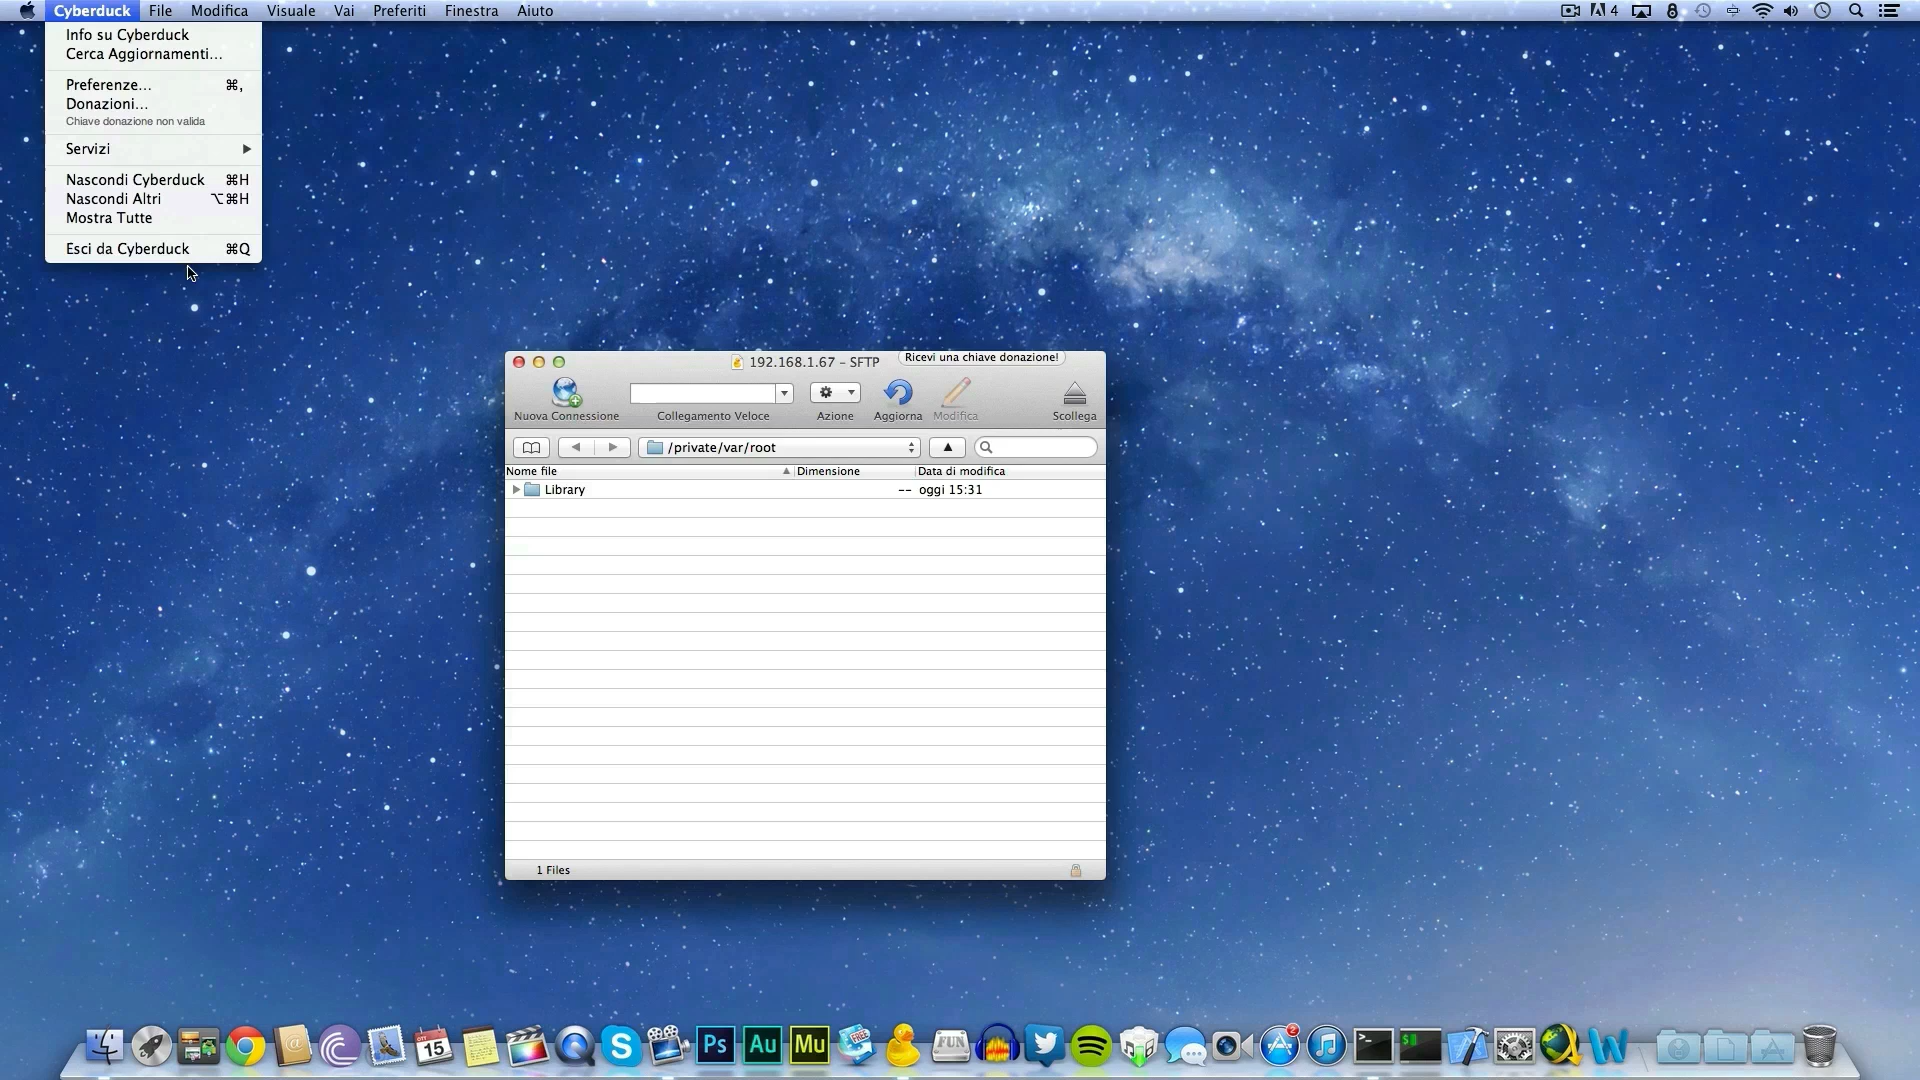 Cyberduck File Modifica Visuale Vai Preferiti Finestra Aiuto
4
Info su Cyberduck
Cerca Aggiornamenti...
Preferenze... ⌘,
Donazioni...
Chiave donazione non valida
Servizi
Nascondi Cyberduck ⌘H
Nascondi Altri ⌥⌘H
Mostra Tutte
Esci da Cyberduck ⌘Q
192.168.1.67 – SFTP
Ricevi una chiave donazione!
Nuova Connessione Collegamento Veloce Azione Aggiorna Modifica Scollega
/private/var/root
Nome file Dimensione Data di modifica
Library -- oggi 15:31
1 Files
15
Ps Au Mu
FREE
FUN
2